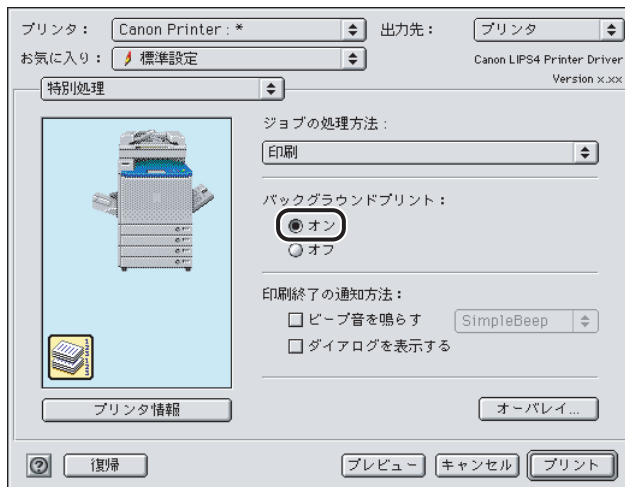 プリンタ： Canon Printer : * 出力先： プリンタ
お気に入り： 標準設定 Canon LIPS4 Printer Driver
Version x.xx
特別処理
ジョブの処理方法：
印刷
バックグラウンドプリント：
オン
オフ
印刷終了の通知方法：
ビープ音を鳴らす SimpleBeep
ダイアログを表示する
123123
プリンタ情報 オーバレイ...
? 復帰 プレビュー キャンセル プリント